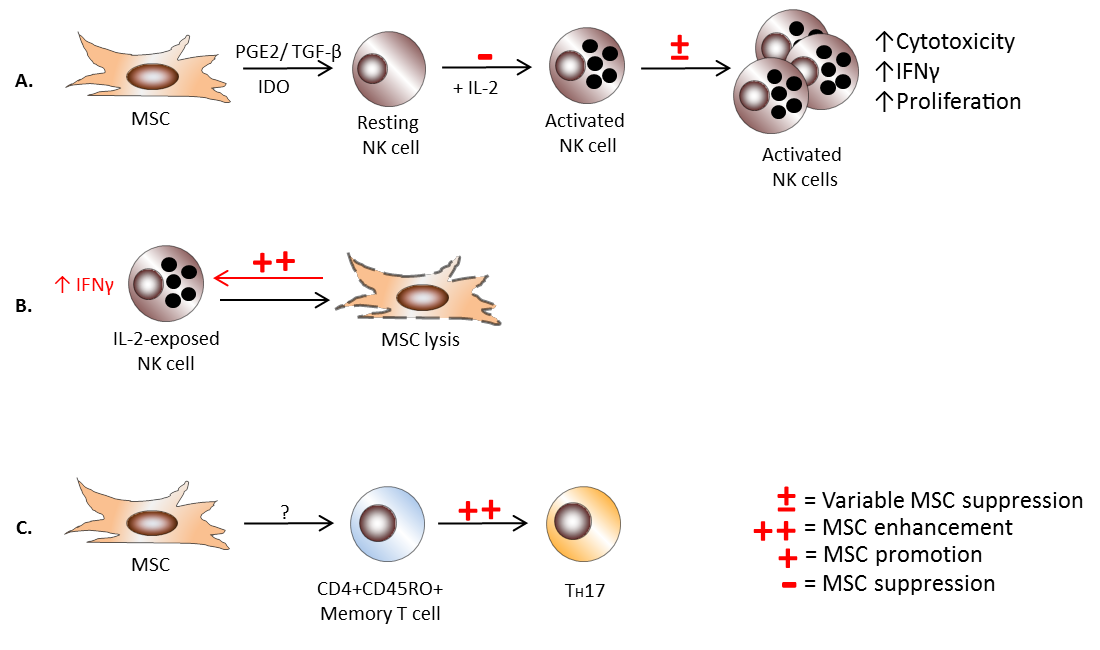 A.
MSC
PGE2/ TGF-β
IDO
Resting
NK cell
-
+ IL-2
Activated
NK cell
±
Activated
NK cells
↑Cytotoxicity
↑IFNγ
↑Proliferation
B.
↑ IFNγ
IL-2-exposed
NK cell
++
MSC lysis
C.
MSC
?
CD4+CD45RO+
Memory T cell
++
TH17
± = Variable MSC suppression
++ = MSC enhancement
+ = MSC promotion
- = MSC suppression